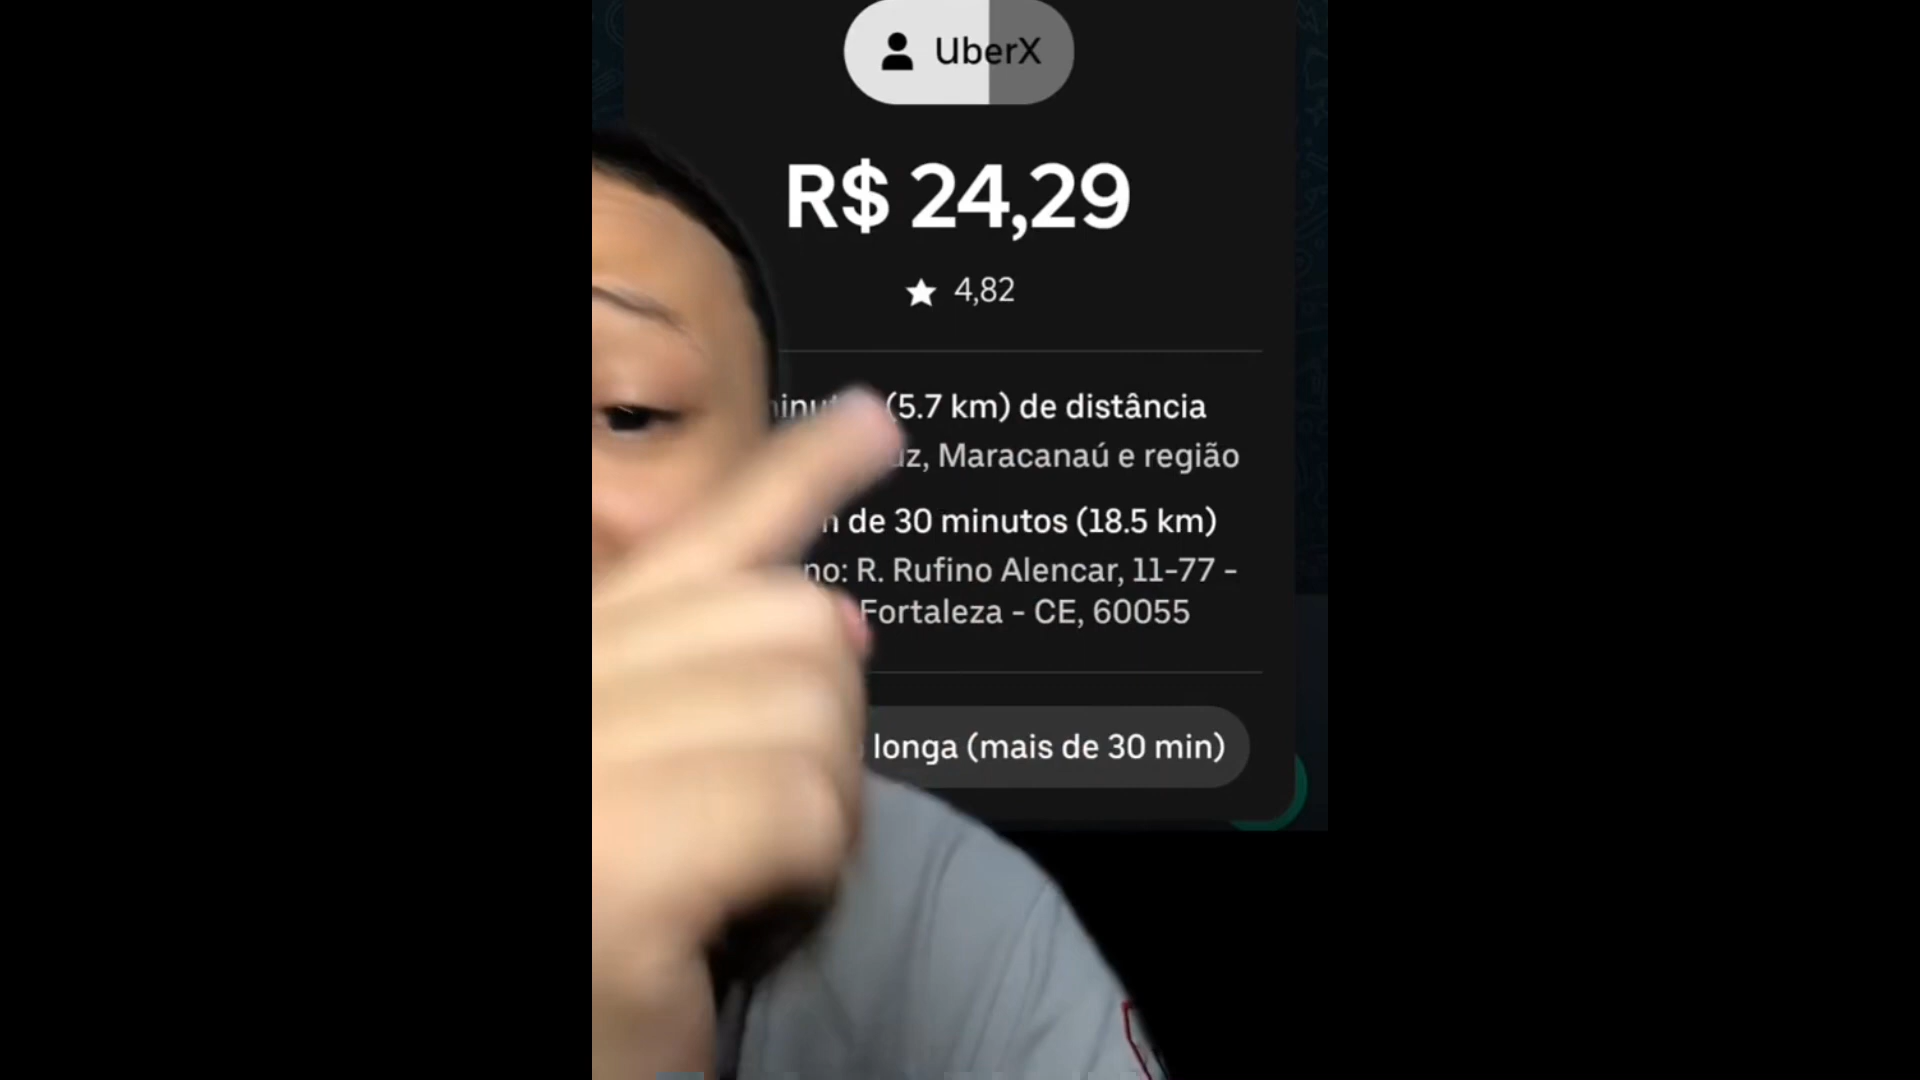 UberX
R$ 24,29
4,82
(5.7 km) de distância
Maracanaú e região
de 30 minutos (18.5 km)
R. Rufino Alencar, 11-77 -
Fortaleza - CE, 60055
longa (mais de 30 min)